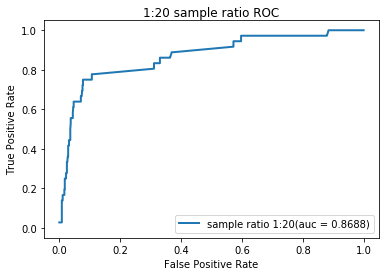 1:20 sample ratio ROC
True Positive Rate
1.0
0.8
0.6
0.4
0.2
0.0
sample ratio 1:20(auc = 0.8688)
0.0 0.2 0.4 0.6 0.8 1.0
False Positive Rate